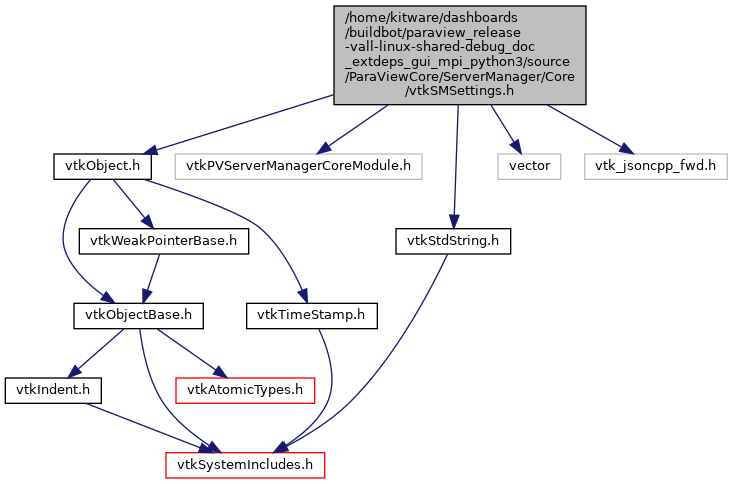 /home/kitware/dashboards
/buildbot/paraview_release
-vall-linux-shared-debug_doc
_extdeps_gui_mpi_python3/source
/ParaViewCore/ServerManager/Core
/vtkSMSettings.h
vtkObject.h
vtkPVServerManagerCoreModule.h
vector
vtk_jsoncpp_fwd.h
vtkWeakPointerBase.h
vtkStdString.h
vtkObjectBase.h
vtkTimeStamp.h
vtkIndent.h
vtkAtomicTypes.h
vtkSystemIncludes.h